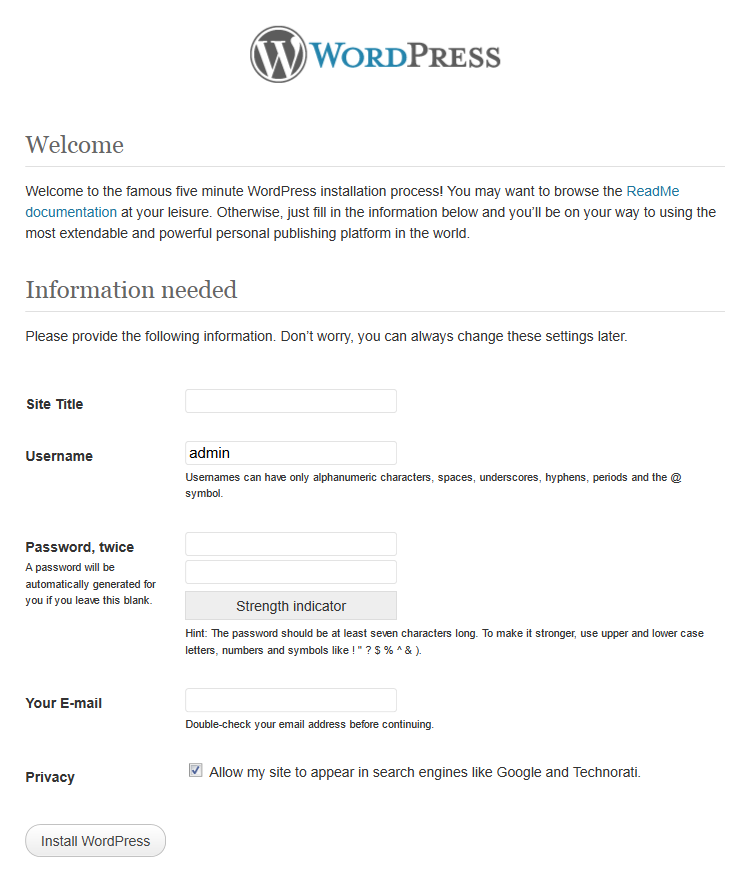 WORDPRESS
Welcome
Welcome to the famous five minute WordPress installation process! You may want to browse the ReadMe
documentation at your leisure. Otherwise, just fill in the information below and you’ll be on your way to using the
most extendable and powerful personal publishing platform in the world.
Information needed
Please provide the following information. Don’t worry, you can always change these settings later.
Site Title
Username
admin
Usernames can have only alphanumeric characters, spaces, underscores, hyphens, periods and the @
symbol.
Password, twice
A password will be
automatically generated for
you if you leave this blank.
Strength indicator
Hint: The password should be at least seven characters long. To make it stronger, use upper and lower case
letters, numbers and symbols like ! " ? $ % ^ & ).
Your E-mail
Double-check your email address before continuing.
Privacy
Allow my site to appear in search engines like Google and Technorati.
Install WordPress